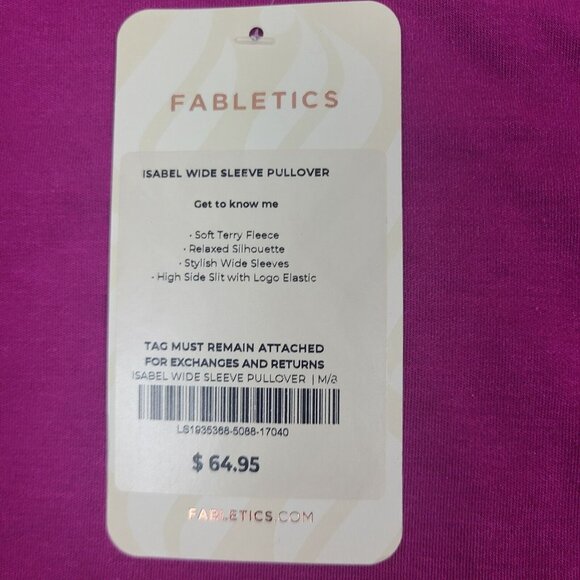 FABLETICS
ISABEL WIDE SLEEVE PULLOVER
Get to know me
• Soft Terry Fleece
• Relaxed Silhouette
• Stylish Wide Sleeves
• High Side Slit with Logo Elastic
TAG MUST REMAIN ATTACHED
FOR EXCHANGES AND RETURNS
ISABEL WIDE SLEEVE PULLOVER | M/8
LS1935368-5088-17040
$ 64.95
FABLETICS.COM